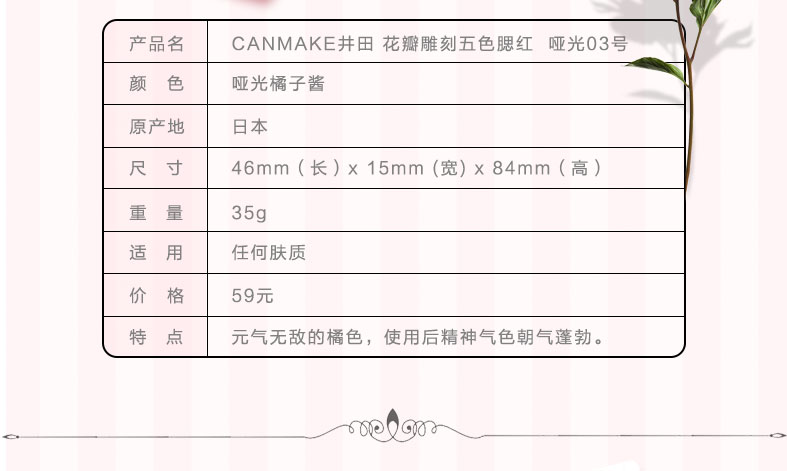 产品名 CANMAKE井田 花瓣雕刻五色腮红 哑光03号
颜 色 哑光橘子酱
原产地 日本
尺 寸 46mm（长）x 15mm (宽) x 84mm（高）
重 量 35g
适 用 任何肤质
价 格 59元
特 点 元气无敌的橘色，使用后精神气色朝气蓬勃。